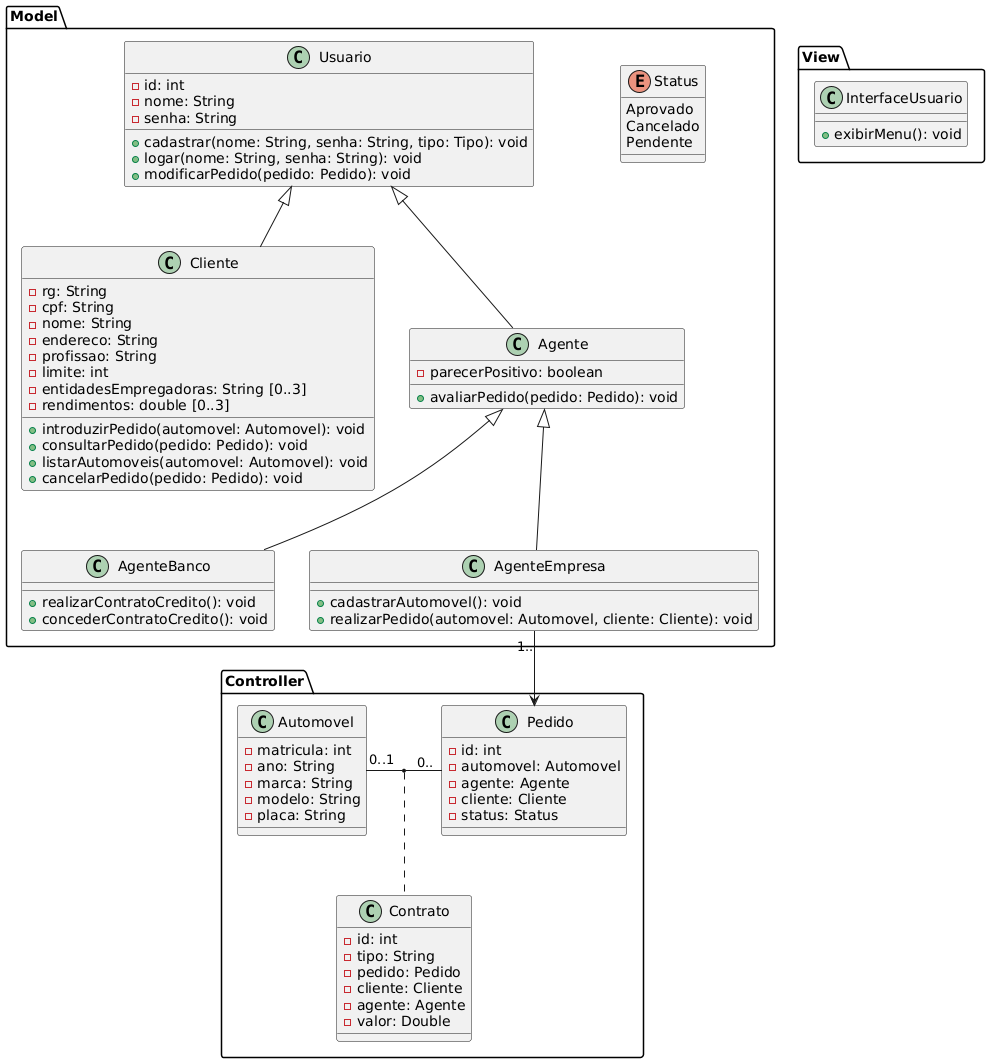 Model
Usuario
id: int
nome: String
senha: String
cadastrar(nome: String, senha: String, tipo: Tipo): void
logar(nome: String, senha: String): void
modificarPedido(pedido: Pedido): void
E Status
Aprovado
Cancelado
Pendente
View
C InterfaceUsuario
exibirMenu(): void
C Cliente
rg: String
cpf: String
nome: String
endereco: String
profissao: String
limite: int
entidadesEmpregadoras: String [0..3]
rendimentos: double [0..3]
introduzirPedido(automovel: Automovel): void
consultarPedido(pedido: Pedido): void
listarAutomoveis(automovel: Automovel): void
cancelarPedido(pedido: Pedido): void
C Agente
parecerPositivo: boolean
avaliarPedido(pedido: Pedido): void
C AgenteBanco
realizarContratoCredito(): void
concederContratoCredito(): void
C AgenteEmpresa
cadastrarAutomovel(): void
realizarPedido(automovel: Automovel, cliente: Cliente): void
1..
Controller
C Automovel
matricula: int
ano: String
marca: String
modelo: String
placa: String
0..1
0..
C Pedido
id: int
automovel: Automovel
agente: Agente
cliente: Cliente
status: Status
C Contrato
id: int
tipo: String
pedido: Pedido
cliente: Cliente
agente: Agente
valor: Double